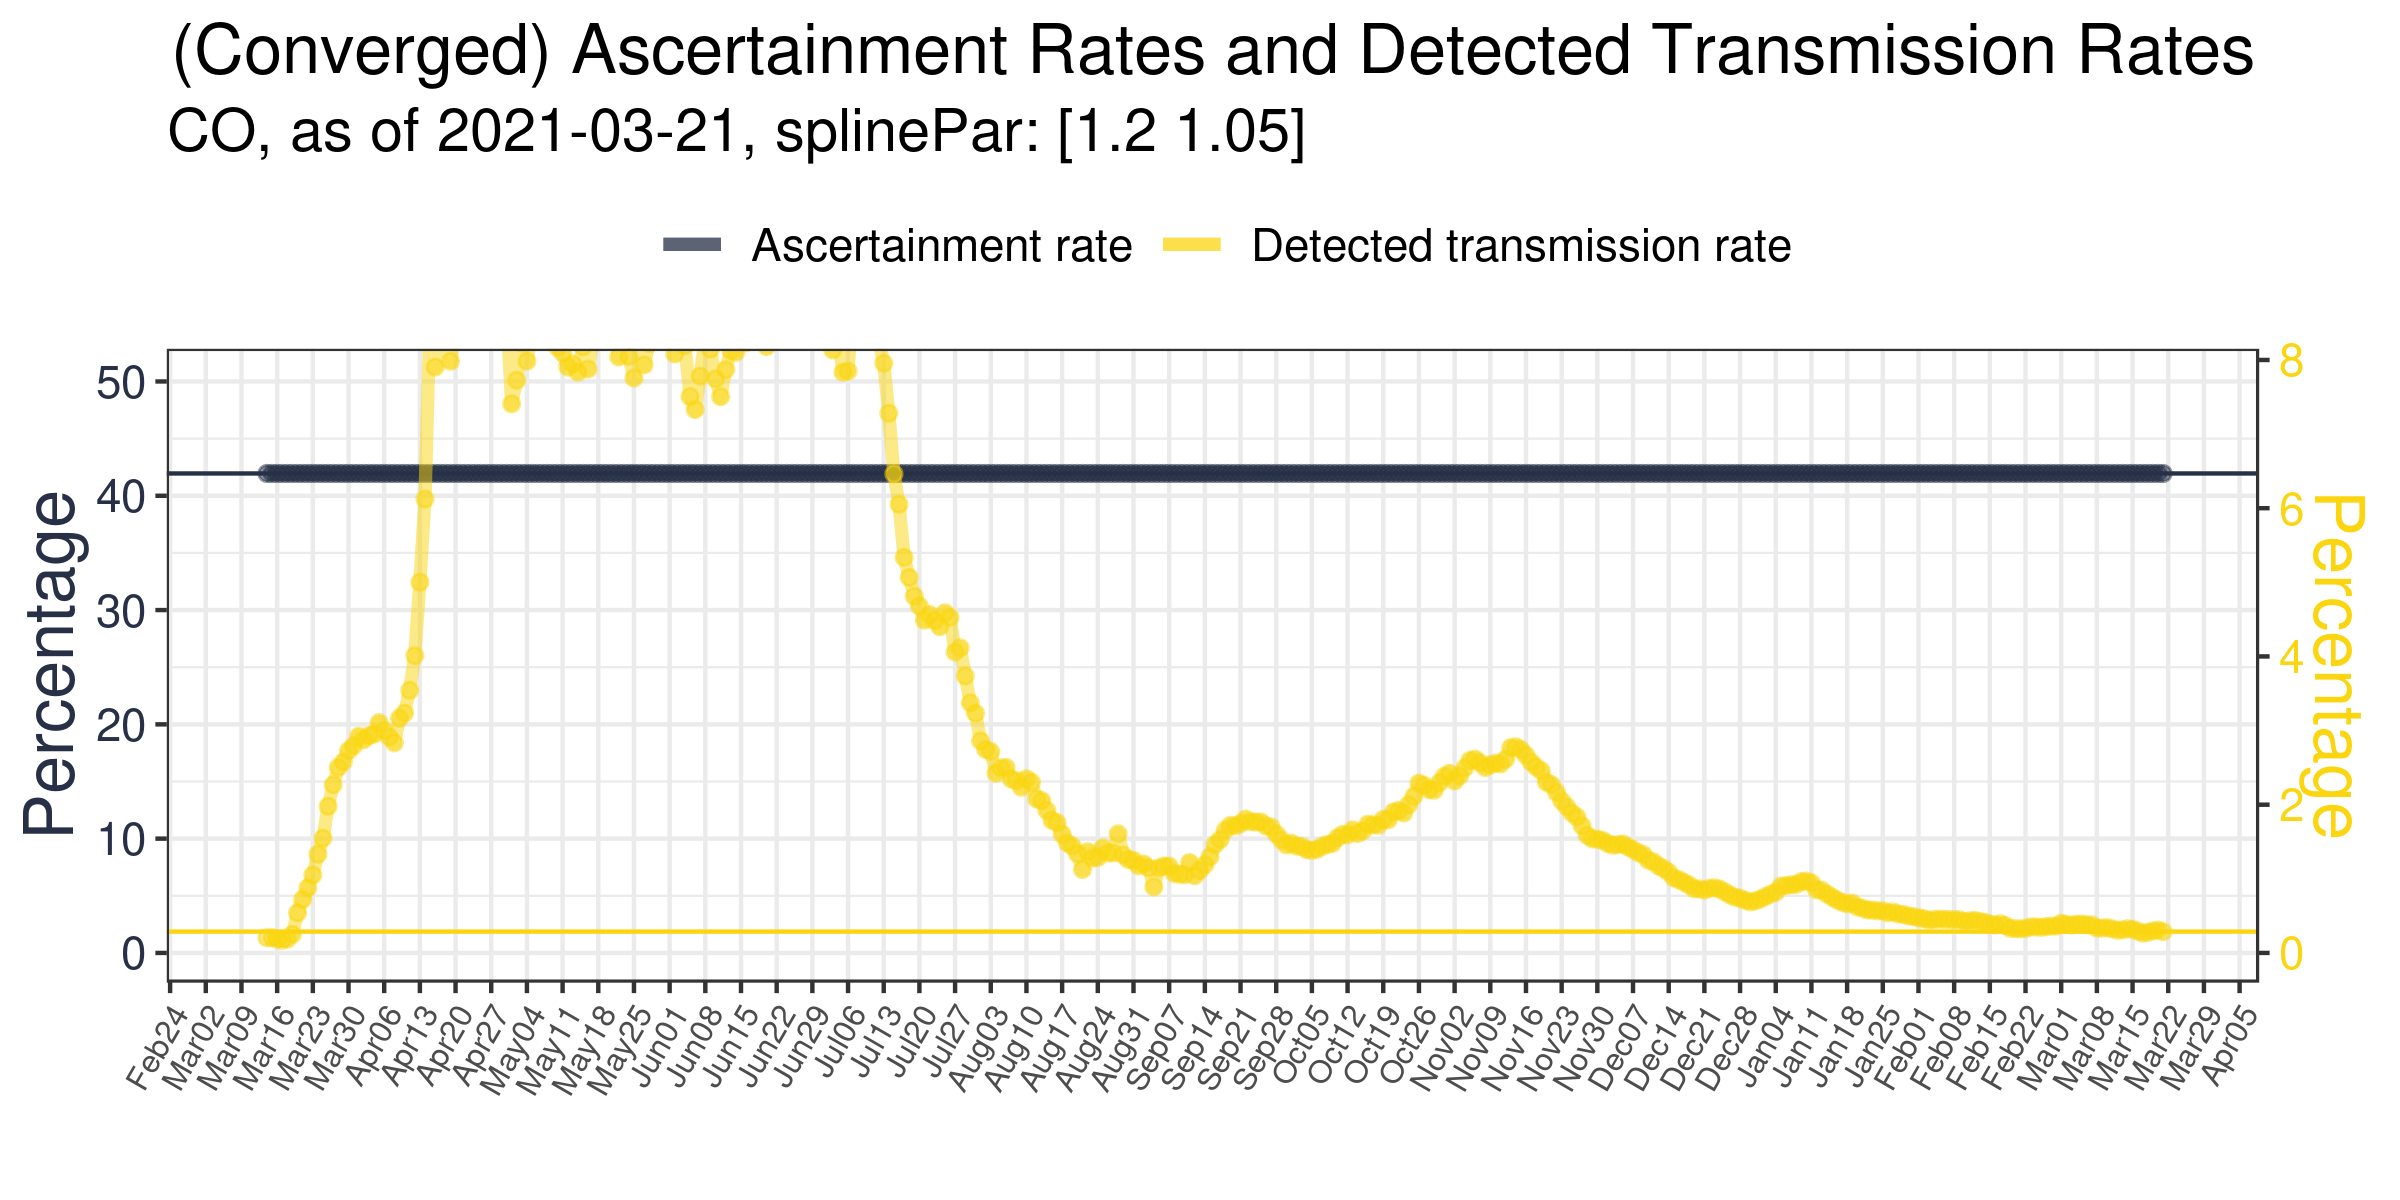 (Converged) Ascertainment Rates and Detected Transmission Rates
CO, as of 2021-03-21, splinePar: [1.2 1.05]
Ascertainment rate
Detected transmission rate
Percentage
50
40
30
20
10
0
8
6
4
2
0
Percentage
Feb24
Mar02
Mar09
Mar16
Mar23
Mar30
Apr06
Apr13
Apr20
Apr27
May04
May11
May18
May25
Jun01
Jun08
Jun15
Jun22
Jun29
Jul06
Jul13
Jul20
Jul27
Aug03
Aug10
Aug17
Aug24
Aug31
Sep07
Sep14
Sep21
Sep28
Oct05
Oct12
Oct19
Oct26
Nov02
Nov09
Nov16
Nov23
Nov30
Dec07
Dec14
Dec21
Dec28
Jan04
Jan11
Jan18
Jan25
Feb01
Feb08
Feb15
Feb22
Mar01
Mar08
Mar15
Mar22
Mar29
Apr05